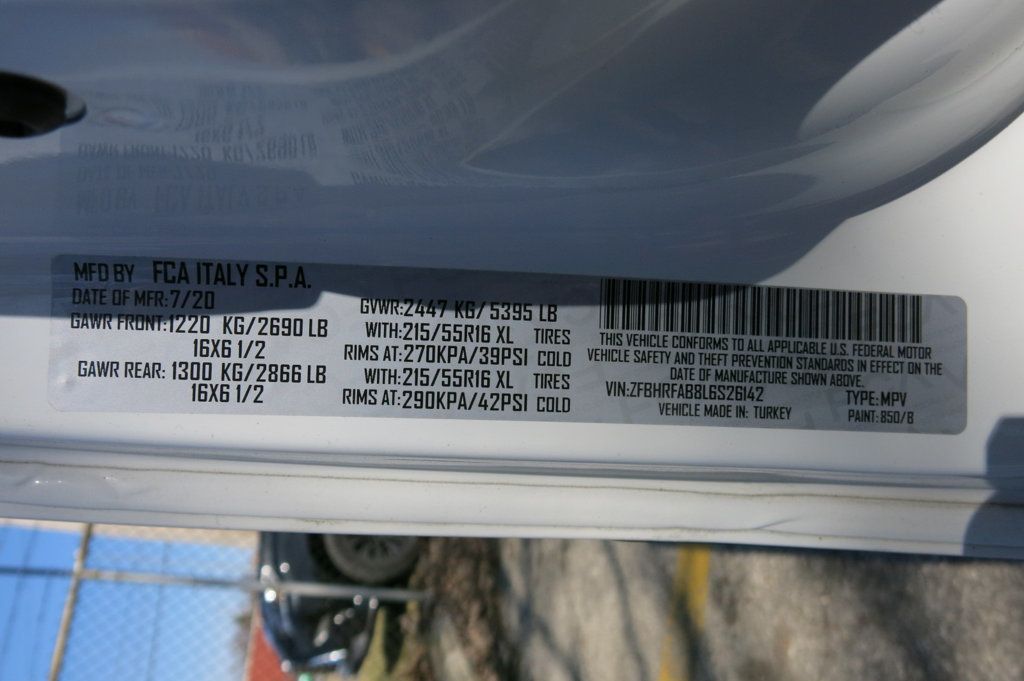 MFD BY FCA ITALY S.P.A.
DATE OF MFR: 7/20
GAWR FRONT: 1220 KG/2690 LB
16X6 1/2
GAWR REAR: 1300 KG/2866 LB
16X6 1/2
GVWR: 2447 KG/ 5395 LB
WITH: 215/55R16 XL TIRES
RIMS AT: 270KPA/39PSI COLD
WITH: 215/55R16 XL TIRES
RIMS AT: 290KPA/42PSI COLD
THIS VEHICLE CONFORMS TO ALL APPLICABLE U.S. FEDERAL MOTOR
VEHICLE SAFETY AND THEFT PREVENTION STANDARDS IN EFFECT ON THE
DATE OF MANUFACTURE SHOWN ABOVE.
VIN: ZFBHRFAB8L6S26142 TYPE: MPV
VEHICLE MADE IN: TURKEY PAINT: 850/B